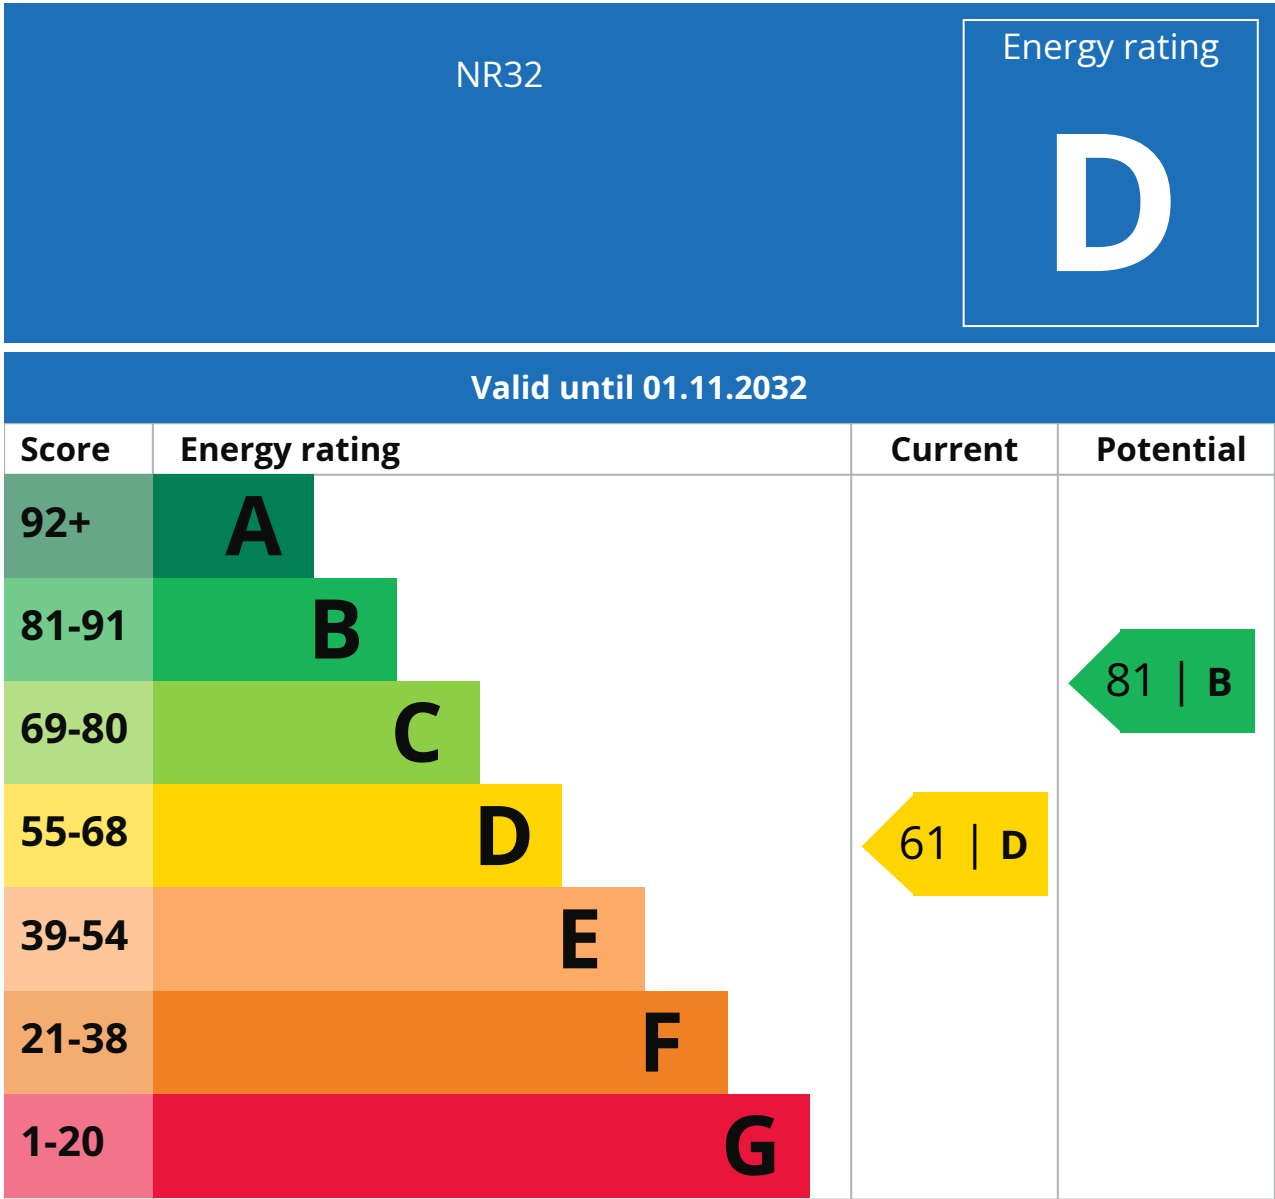 NR32
Energy rating
D
Valid until 01.11.2032
Score Energy rating Current Potential
92+ A
81-91 B
81 | B
69-80 C
55-68 D
61 | D
39-54 E
21-38 F
1-20 G